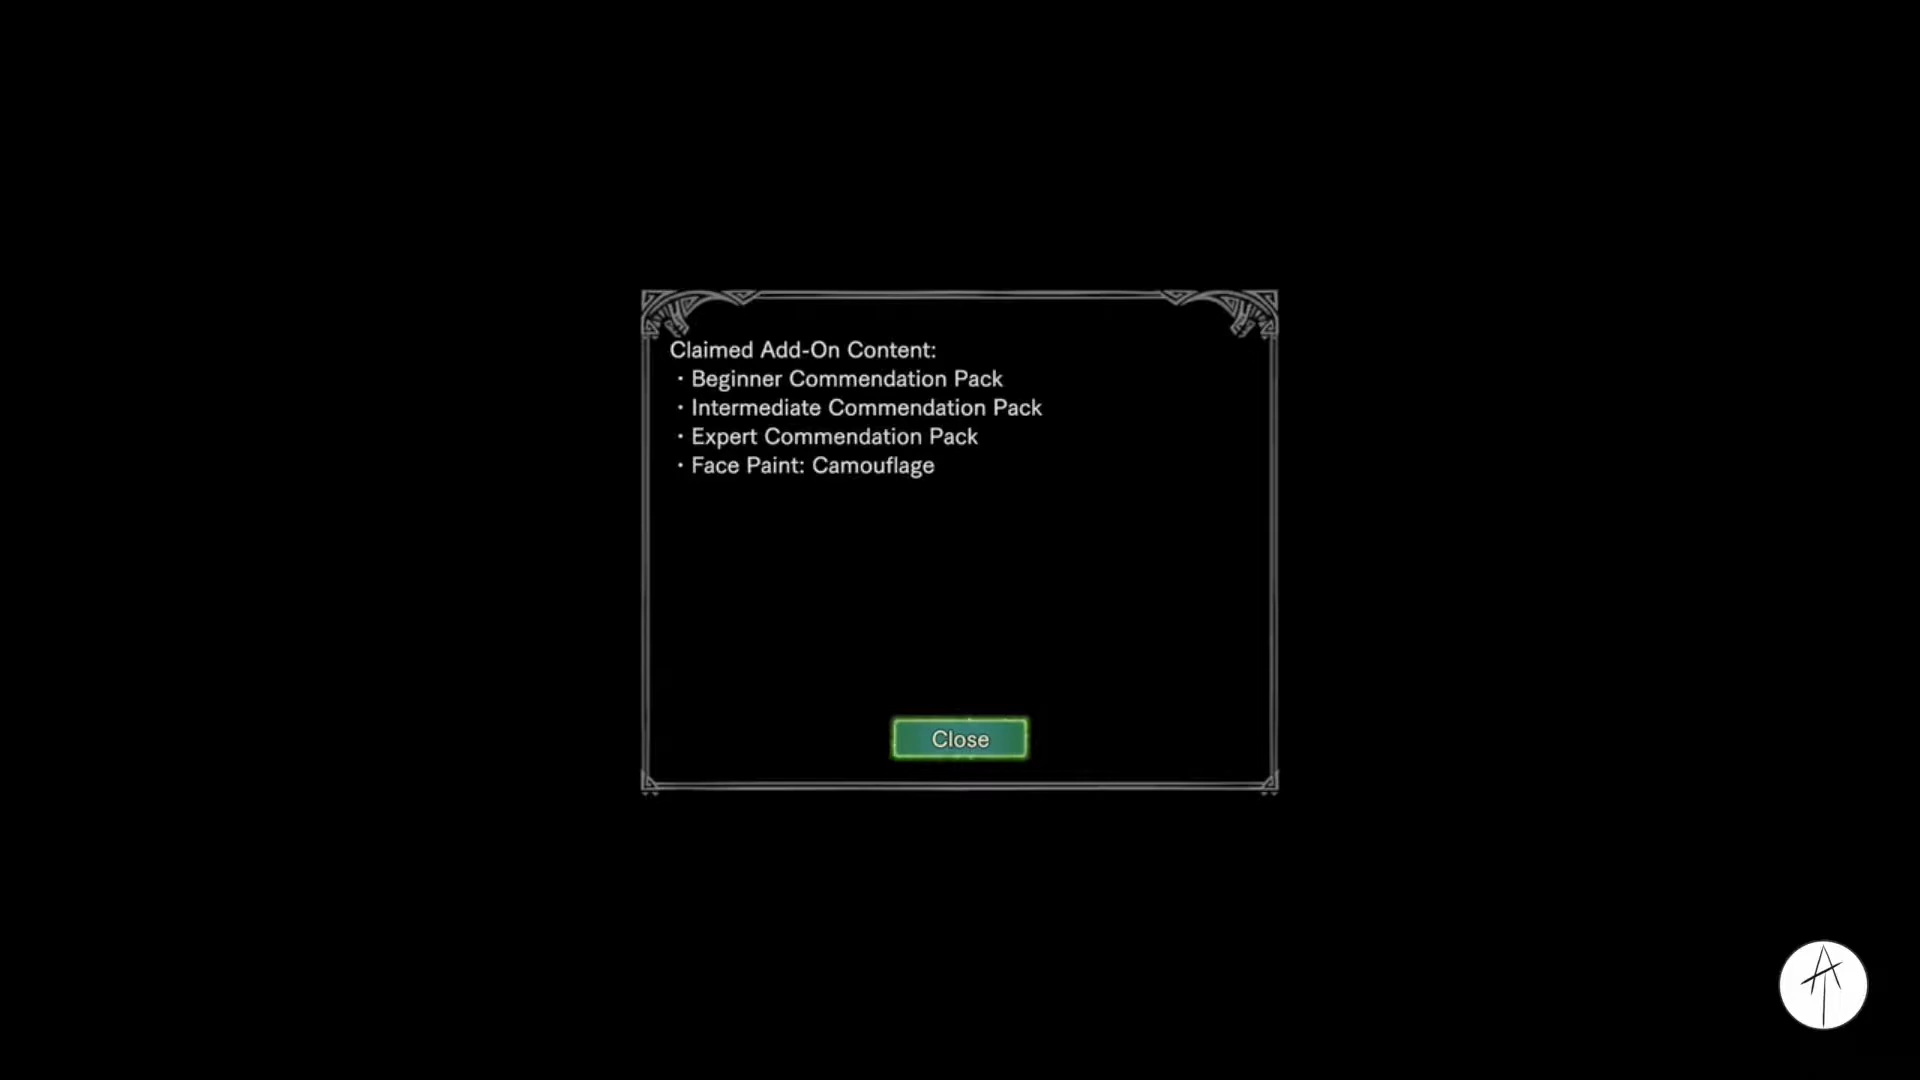 Claimed Add-On Content:
・Beginner Commendation Pack
・Intermediate Commendation Pack
・Expert Commendation Pack
・Face Paint: Camouflage
Close